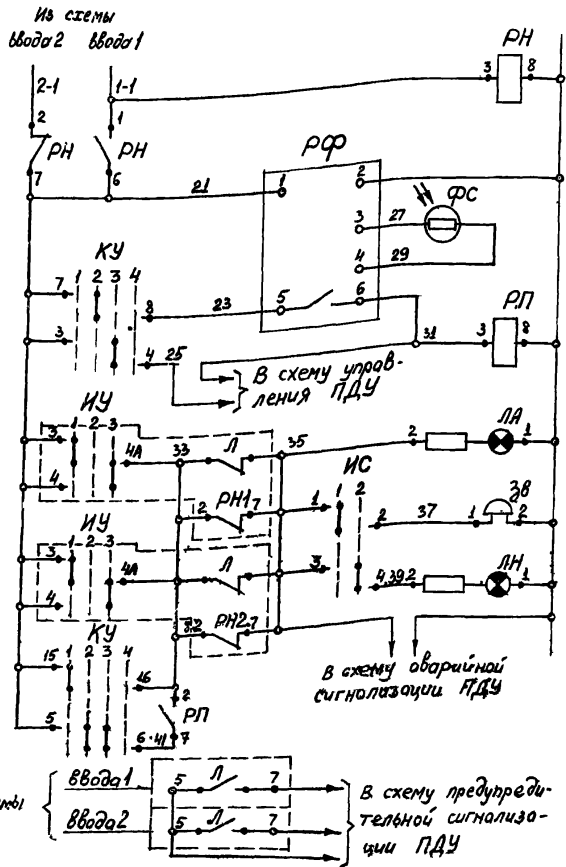 Из схемы
ввода 2 ввода 1
РН
3 8
2-1 1-1
2 1
РН РН
7 6
21
РФ
1 2
3 27 ФС
4 29
КУ
7 1 2 3 4
8 23 5 6
3
4 25
31 3 РП 8
В схему управ-
ления ПДУ
ИУ
3 1 2 3
4А 33 Л 35
4
2 ЛА 1
ИС
2 РН1 7 1 1 2
2 37 1 Зв 2
ИУ
3 1 2 3
4А Л 3
4
4.39.2 ЛН 1
8.2 РН2 7
КУ
15 1 2 3 4
16
2
РП
5
6 41 7
В схему аварийной
сигнализации ПДУ
ввода 1 5 Л 7
ввода 2 5 Л 7
В схему предупреди-
тельной сигнализа-
ции ПДУ